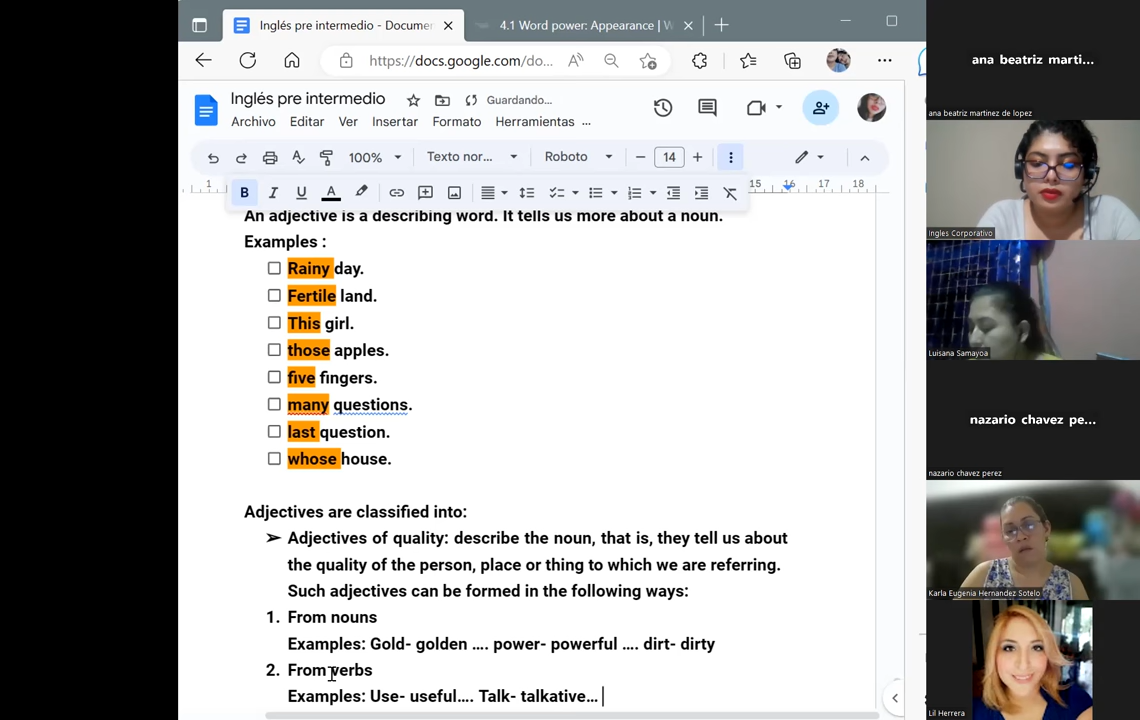 Inglés pre intermedio - Documen
4.1 Word power: Appearance | W
https://docs.google.com/do...
Inglés pre intermedio
Guardando...
Archivo Editar Ver Insertar Formato Herramientas ...
100% Texto nor... Roboto 14
1 15 16 17 18
An adjective is a describing word. It tells us more about a noun.
Examples :
Rainy day.
Fertile land.
This girl.
those apples.
five fingers.
many questions.
last question.
whose house.
Adjectives are classified into:
➢ Adjectives of quality: describe the noun, that is, they tell us about
the quality of the person, place or thing to which we are referring.
Such adjectives can be formed in the following ways:
1. From nouns
Examples: Gold- golden .... power- powerful .... dirt- dirty
2. From verbs
Examples: Use- useful.... Talk- talkative...
ana beatriz marti...
ana beatriz martinez de lopez
Ingles Corporativo
Luisana Samayoa
nazario chavez pe...
nazario chavez perez
Karla Eugenia Hernandez Sotelo
Lil Herrera